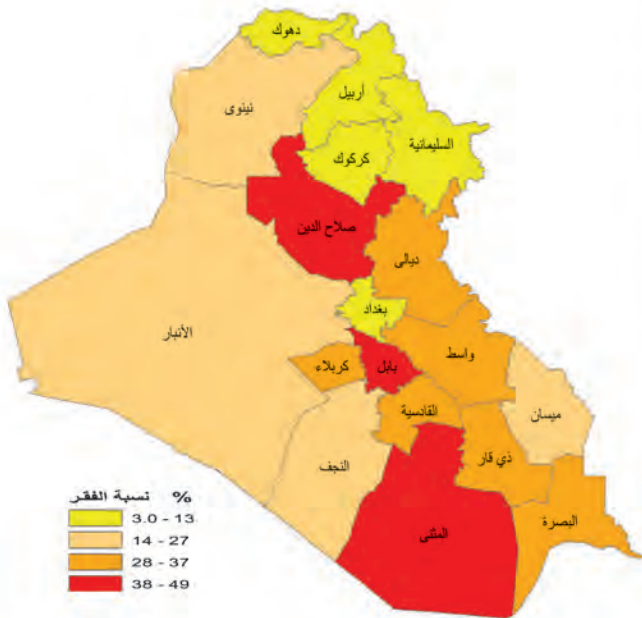 دهوك
أربيل
نينوى
السليمانية
كركوك
صلاح الدين
ديالى
بغداد
الأنبار
واسط
كربلاء
بابل
ميسان
القادسية
النجف
ذي قار
البصرة
المثنى
نسبة الفقر %
3.0 - 13
14 - 27
28 - 37
38 - 49